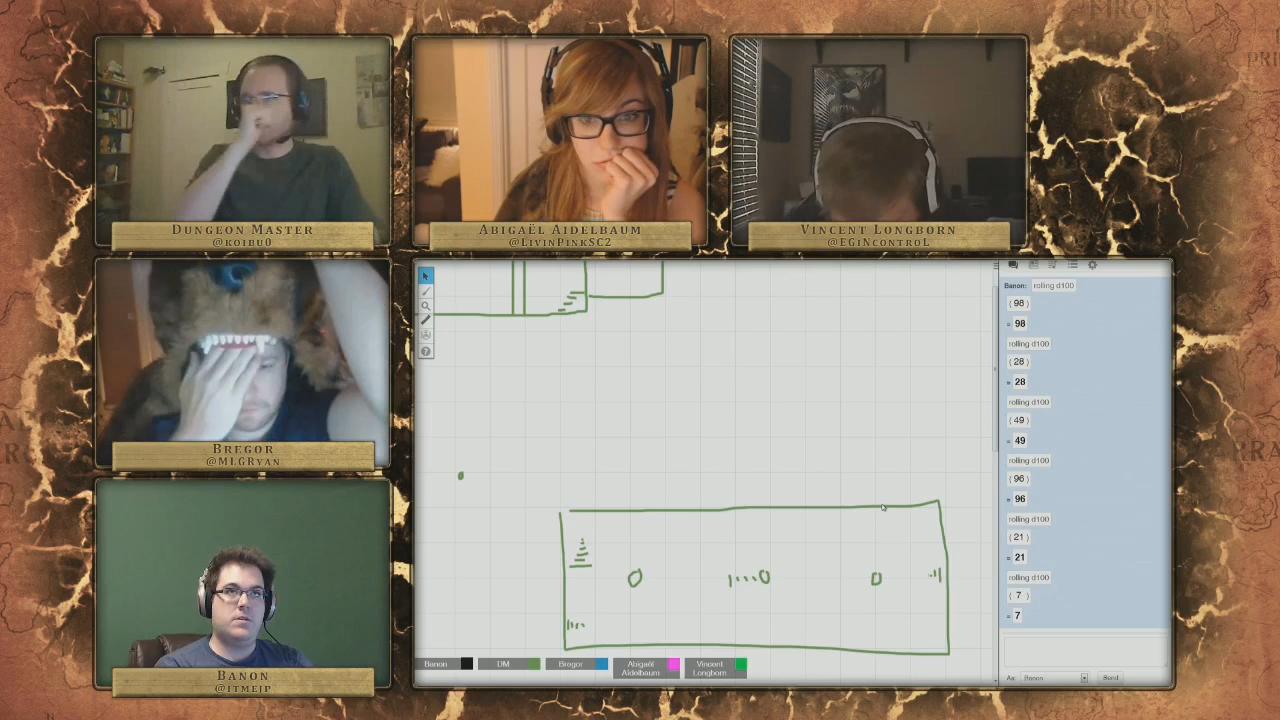 DUNGEON MASTER
@KOIBU0
ABIGAËL AIDELBAUM
@LIVINPINKSC2
VINCENT LONGBORN
@EGINCONTROL
BREGOR
@MLGRYAN
BANON
@ITMEJP
Banon: rolling d100
(98)
= 98
rolling d100
(28)
= 28
rolling d100
(49)
= 49
rolling d100
(96)
= 96
rolling d100
(21)
= 21
rolling d100
(7)
= 7
Banon
DM
Bregor
Abigaël
Aidelbaum
Vincent
Longborn
As: Banon
Send